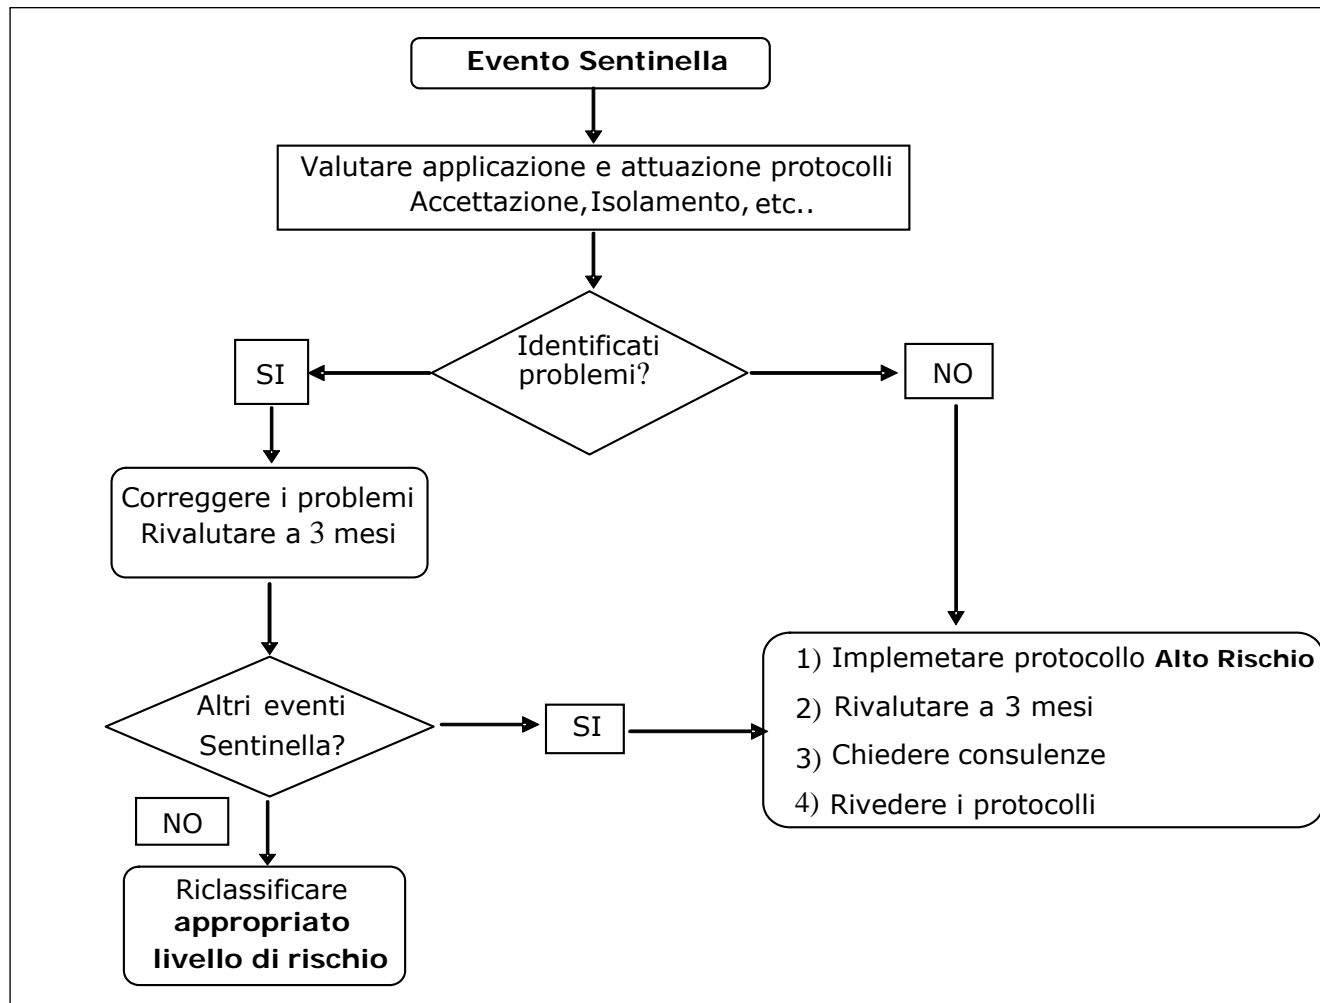 Evento Sentinella
Valutare applicazione e attuazione protocolli
Accettazione, Isolamento, etc..
Identificati
problemi?
SI
NO
Correggere i problemi
Rivalutare a 3 mesi
Altri eventi
Sentinella?
SI
1) Implemetare protocollo Alto Rischio
2) Rivalutare a 3 mesi
3) Chiedere consulenze
4) Rivedere i protocolli
NO
Riclassificare
appropriato
livello di rischio